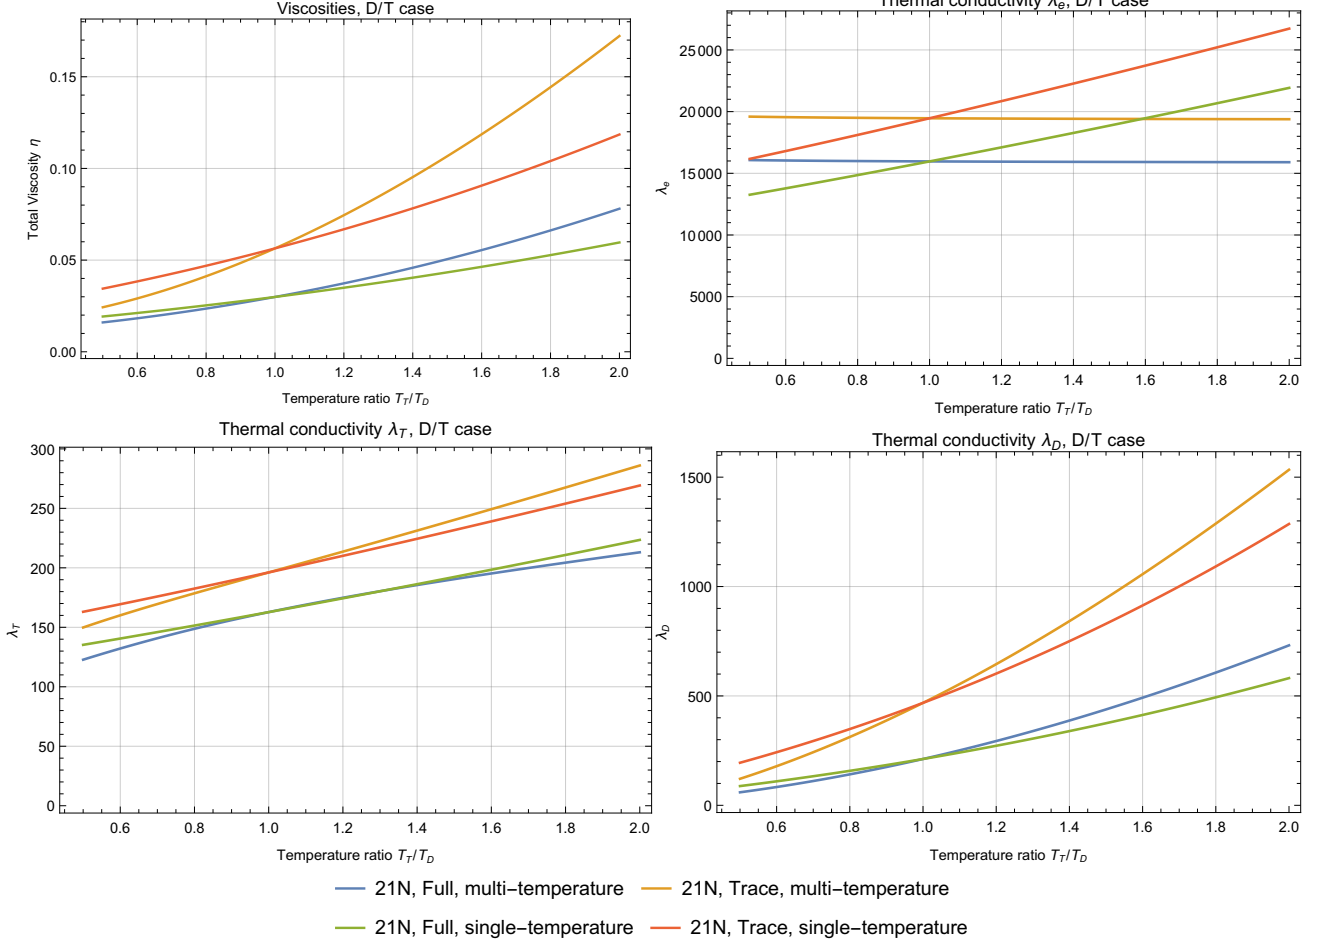 Viscosities, D/T case
Total Viscosity η
0.15
0.10
0.05
0.00
0.6 0.8 1.0 1.2 1.4 1.6 1.8 2.0
Temperature ratio T_T/T_D
Thermal conductivity λ_e, D/T case
λ_e
25000
20000
15000
10000
5000
0
0.6 0.8 1.0 1.2 1.4 1.6 1.8 2.0
Temperature ratio T_T/T_D
Thermal conductivity λ_T, D/T case
λ_T
300
250
200
150
100
50
0
0.6 0.8 1.0 1.2 1.4 1.6 1.8 2.0
Temperature ratio T_T/T_D
Thermal conductivity λ_D, D/T case
λ_D
1500
1000
500
0
0.6 0.8 1.0 1.2 1.4 1.6 1.8 2.0
Temperature ratio T_T/T_D
21N, Full, multi−temperature 21N, Trace, multi−temperature
21N, Full, single−temperature 21N, Trace, single−temperature